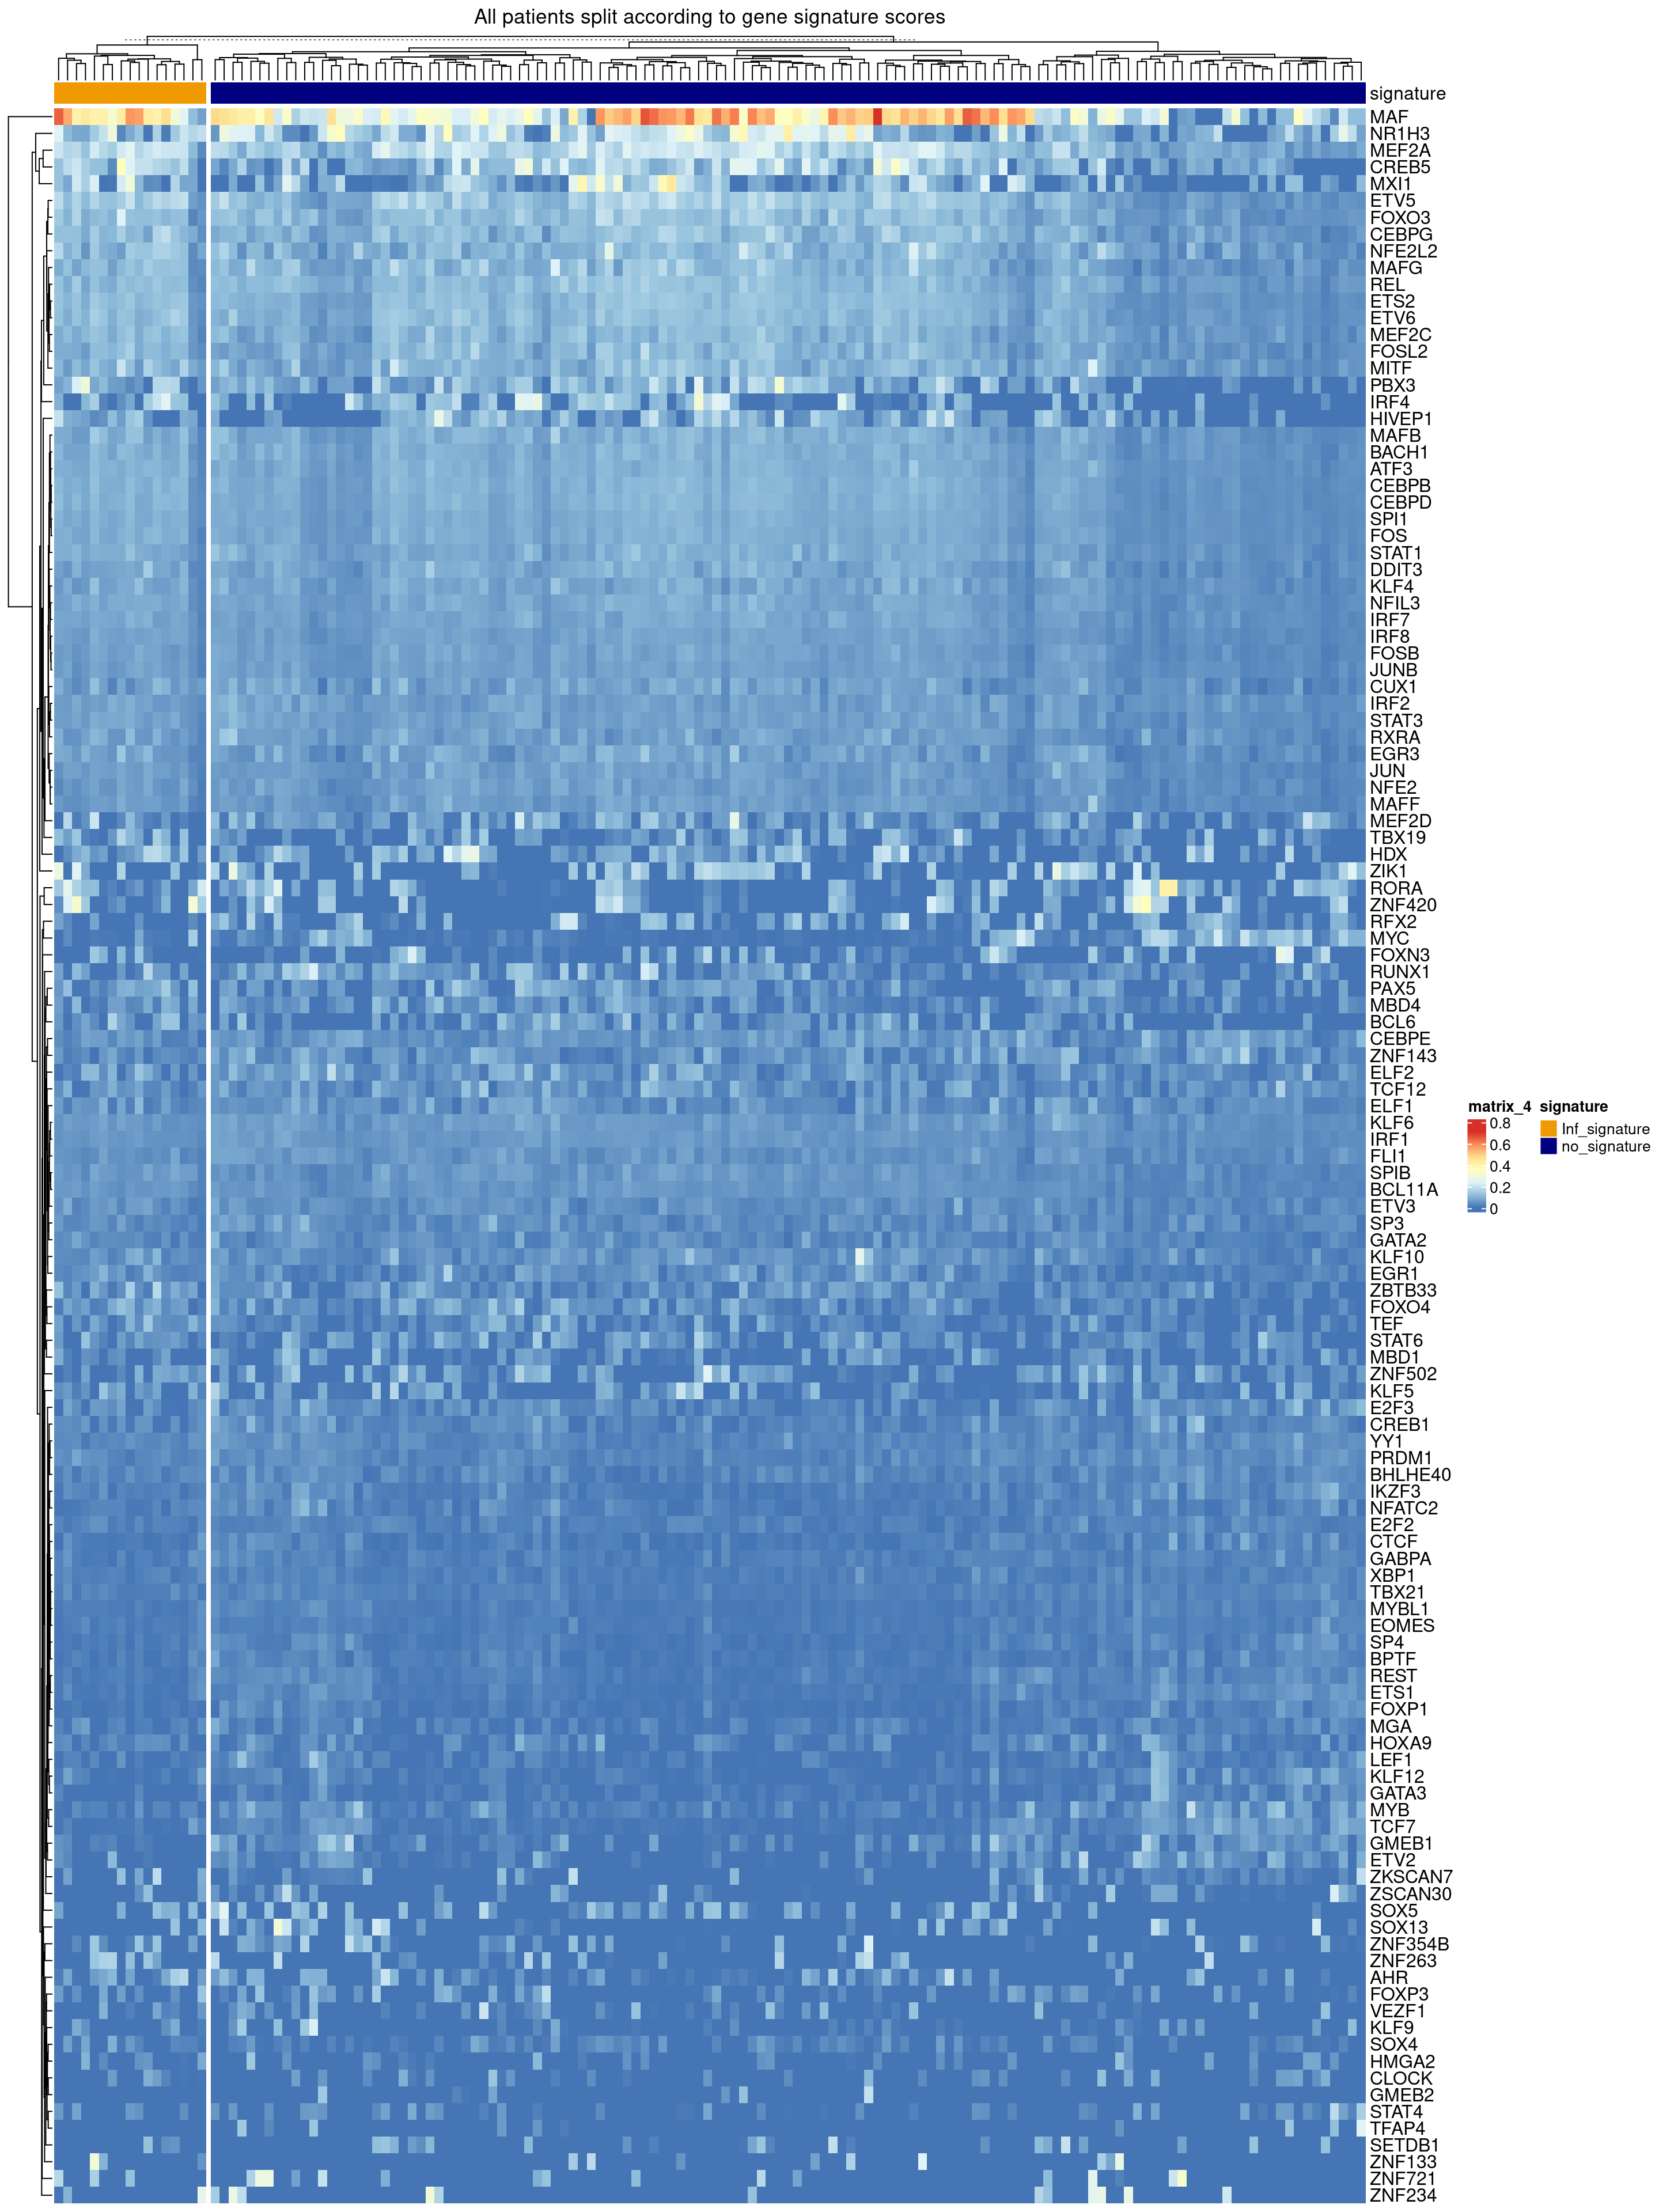 All patients split according to gene signature scores
signature
MAF
NR1H3
MEF2A
CREB5
MXI1
ETV5
FOXO3
CEBPG
NFE2L2
MAFG
REL
ETS2
ETV6
MEF2C
FOSL2
MITF
PBX3
IRF4
HIVEP1
MAFB
BACH1
ATF3
CEBPB
CEBPD
SPI1
FOS
STAT1
DDIT3
KLF4
NFIL3
IRF7
IRF8
FOSB
JUNB
CUX1
IRF2
STAT3
RXRA
EGR3
JUN
NFE2
MAFF
MEF2D
TBX19
HDX
ZIK1
RORA
ZNF420
RFX2
MYC
FOXN3
RUNX1
PAX5
MBD4
BCL6
CEBPE
ZNF143
ELF2
TCF12
ELF1
KLF6
IRF1
FLI1
SPIB
BCL11A
ETV3
SP3
GATA2
KLF10
EGR1
ZBTB33
FOXO4
TEF
STAT6
MBD1
ZNF502
KLF5
E2F3
CREB1
YY1
PRDM1
BHLHE40
IKZF3
NFATC2
E2F2
CTCF
GABPA
XBP1
TBX21
MYBL1
EOMES
SP4
BPTF
REST
ETS1
FOXP1
MGA
HOXA9
LEF1
KLF12
GATA3
MYB
TCF7
GMEB1
ETV2
ZKSCAN7
ZSCAN30
SOX5
SOX13
ZNF354B
ZNF263
AHR
FOXP3
VEZF1
KLF9
SOX4
HMGA2
CLOCK
GMEB2
STAT4
TFAP4
SETDB1
ZNF133
ZNF721
ZNF234
matrix_4
0.8
0.6
0.4
0.2
0
signature
Inf_signature
no_signature